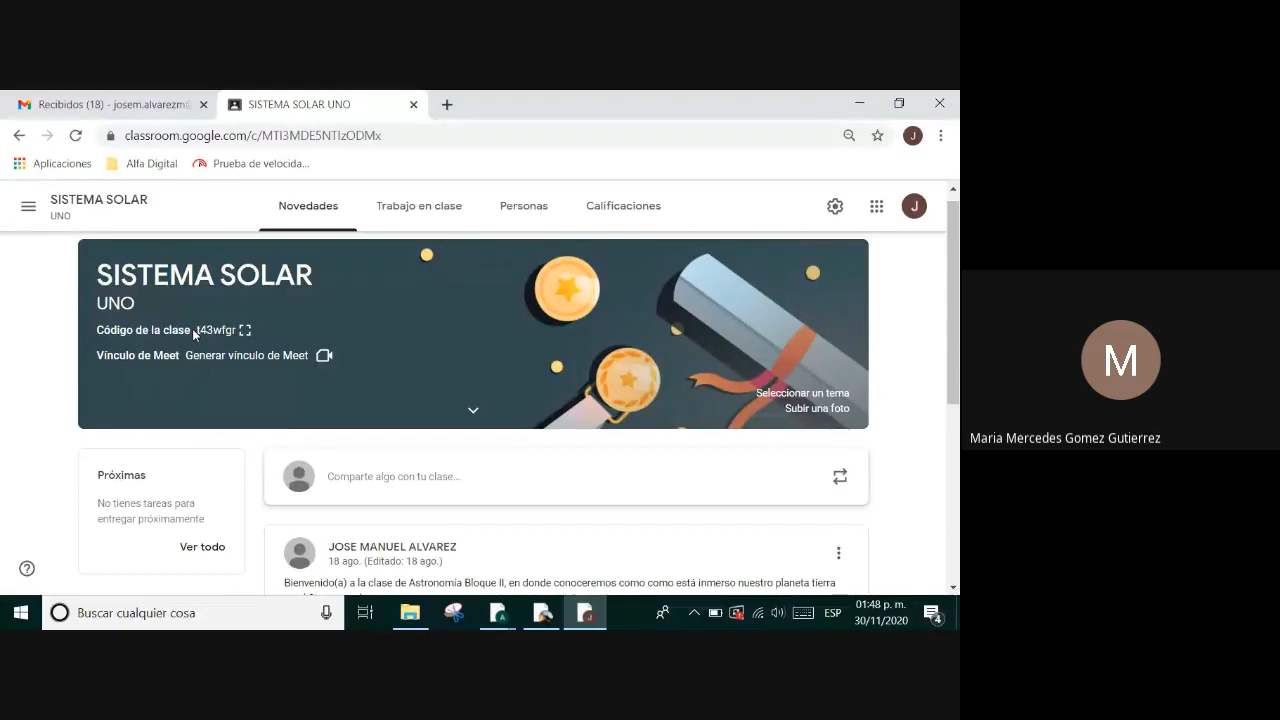 Recibidos (18) - josem.alvarezm@
SISTEMA SOLAR UNO
classroom.google.com/c/MTI3MDE5NTIzODMx
J
Aplicaciones
Alfa Digital
Prueba de velocida...
SISTEMA SOLAR
UNO
Novedades
Trabajo en clase
Personas
Calificaciones
J
SISTEMA SOLAR
UNO
Código de la clase t43wfgr
Vínculo de Meet Generar vínculo de Meet
Seleccionar un tema
Subir una foto
Próximas
No tienes tareas para
entregar próximamente
Ver todo
Comparte algo con tu clase...
JOSE MANUEL ALVAREZ
18 ago. (Editado: 18 ago.)
Bienvenido(a) a la clase de Astronomía Bloque II, en donde conoceremos como como está inmerso nuestro planeta tierra
Buscar cualquier cosa
ESP
01:48 p. m.
30/11/2020
4
M
Maria Mercedes Gomez Gutierrez